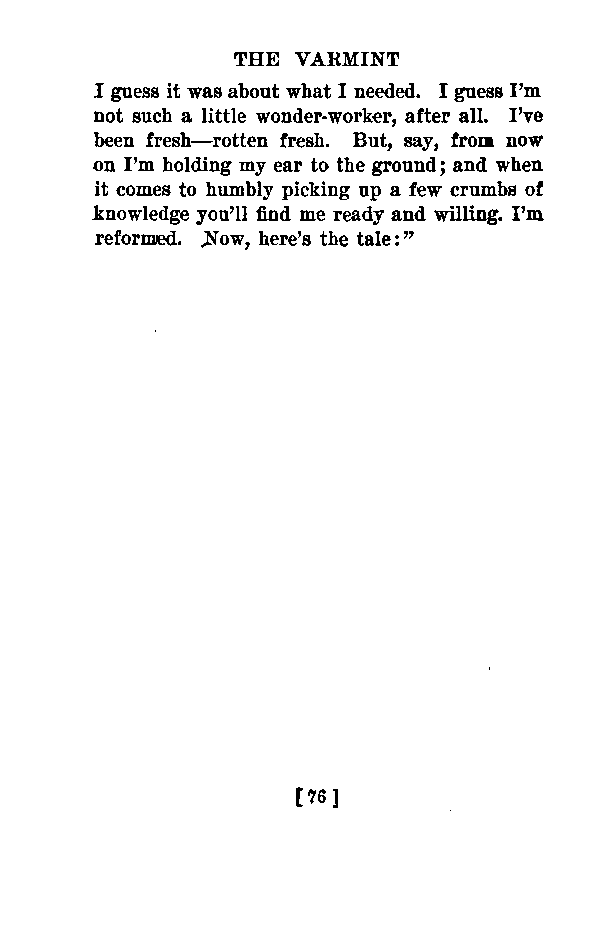 THE VARMINT
I guess it was about what I needed. I guess I'm
not such a little wonder-worker, after all. I've
been fresh—rotten fresh. But, say, from now
on I'm holding my ear to the ground; and when
it comes to humbly picking up a few crumbs of
knowledge you'll find me ready and willing. I'm
reformed. Now, here's the tale:”
[76]